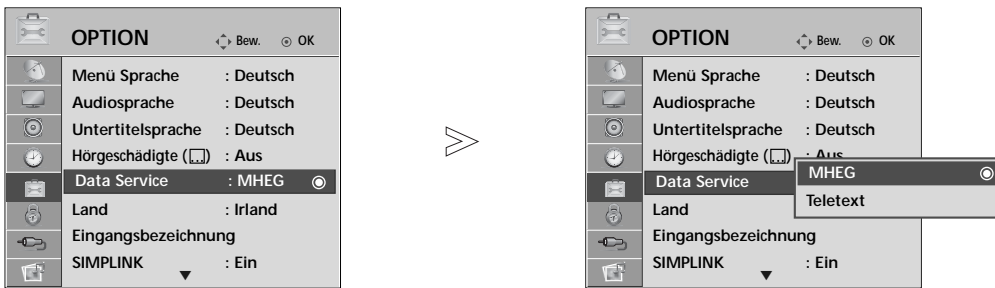 OPTION Bew. OK
Menü Sprache : Deutsch
Audiosprache : Deutsch
Untertitelsprache : Deutsch
Hörgeschädigte ( ) : Aus
Data Service : MHEG
Land : Irland
Eingangsbezeichnung
SIMPLINK : Ein
OPTION Bew. OK
Menü Sprache : Deutsch
Audiosprache : Deutsch
Untertitelsprache : Deutsch
Hörgeschädigte ( ) : Aus
Data Service
MHEG
Teletext
Land
Eingangsbezeichnung
SIMPLINK : Ein